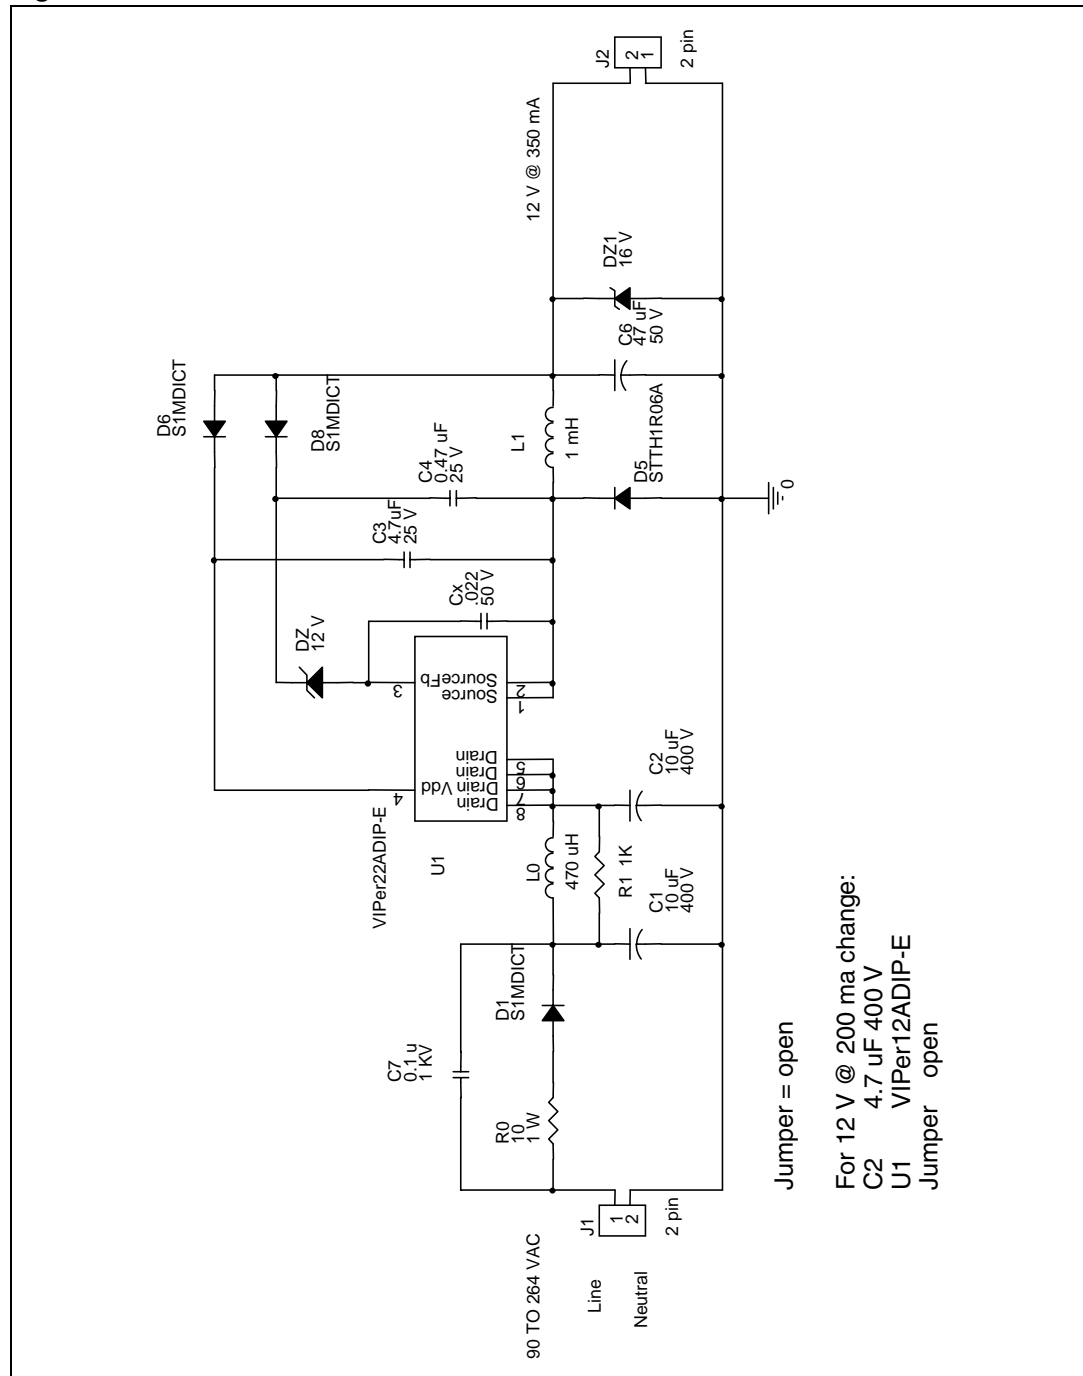 J2
2
1
2 pin
12 V @ 350 mA
DZ1
16 V
C6
47 uF
50 V
D6
S1MDICT
D8
S1MDICT
L1
1 mH
D5
STTH1R06A
0
C4
0.47 uF
25 V
C3
4.7uF
25 V
Cx
.022
50 V
DZ
12 V
3
4
Fb
Source
Source
Vdd
Drain
Drain
Drain
Drain
1
2
5
6
7
8
VIPer22ADIP-E
U1
L0
470 uH
R1 1K
C2
10 uF
400 V
C1
10 uF
400 V
D1
S1MDICT
C7
0.1 u
1 KV
R0
10
1 W
J1
1
2
2 pin
90 TO 264 VAC
Line
Neutral
Jumper = open
For 12 V @ 200 ma change:
C2 4.7 uF 400 V
U1 VIPer12ADIP-E
Jumper open